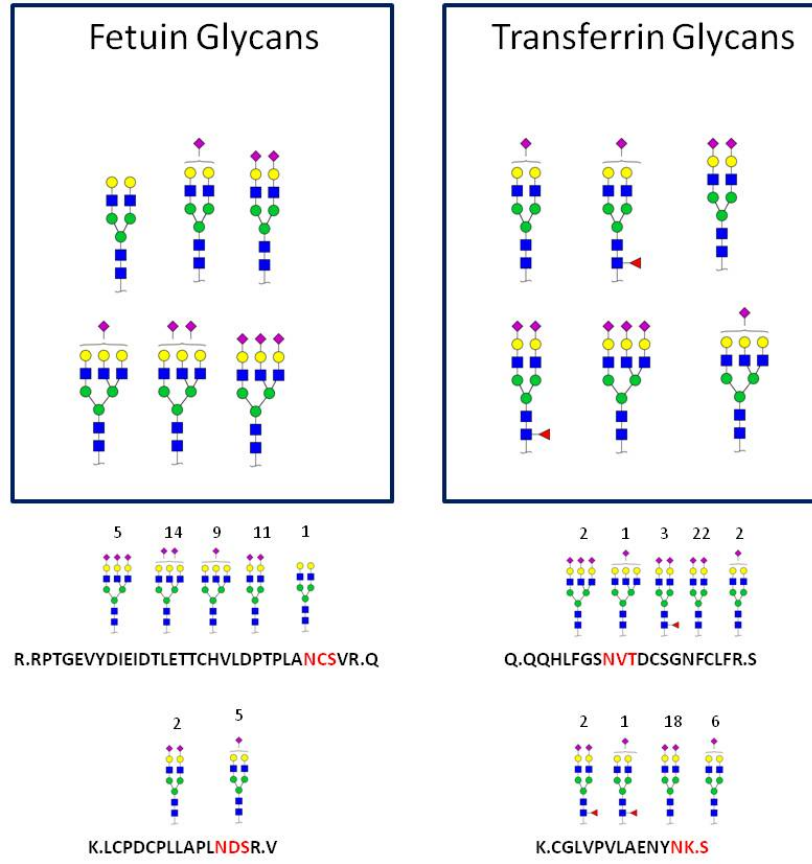 Fetuin Glycans
Transferrin Glycans
5 14 9 11 1
R.RPTGEVYDIEIDTLETTCHVLDPTPLANCSVR.Q
2 1 3 22 2
Q.QQHLFGSNVTDCSGNFCLFR.S
2 5
K.LCPDCPLLAPLNDSR.V
2 1 18 6
K.CGLVPVLAENYNK.S